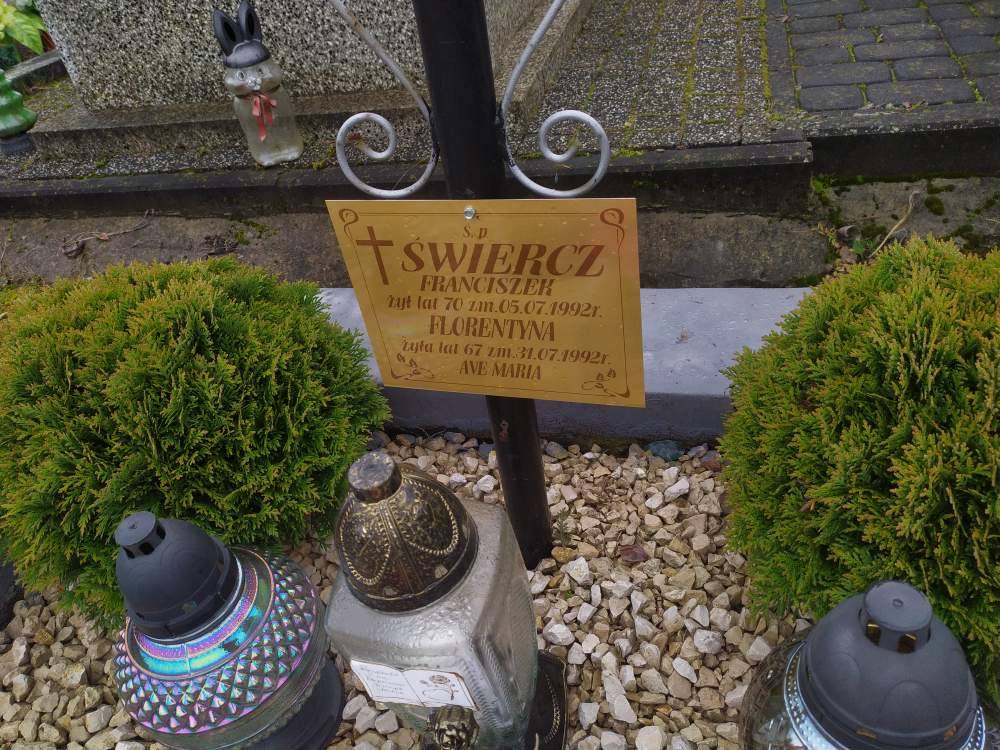 Ś. p.
ŚWIERCZ
FRANCISZEK
żył lat 70 zm.05.07.1992r.
FLORENTYNA
żyła lat 67 zm.31.07.1992r.
AVE MARIA